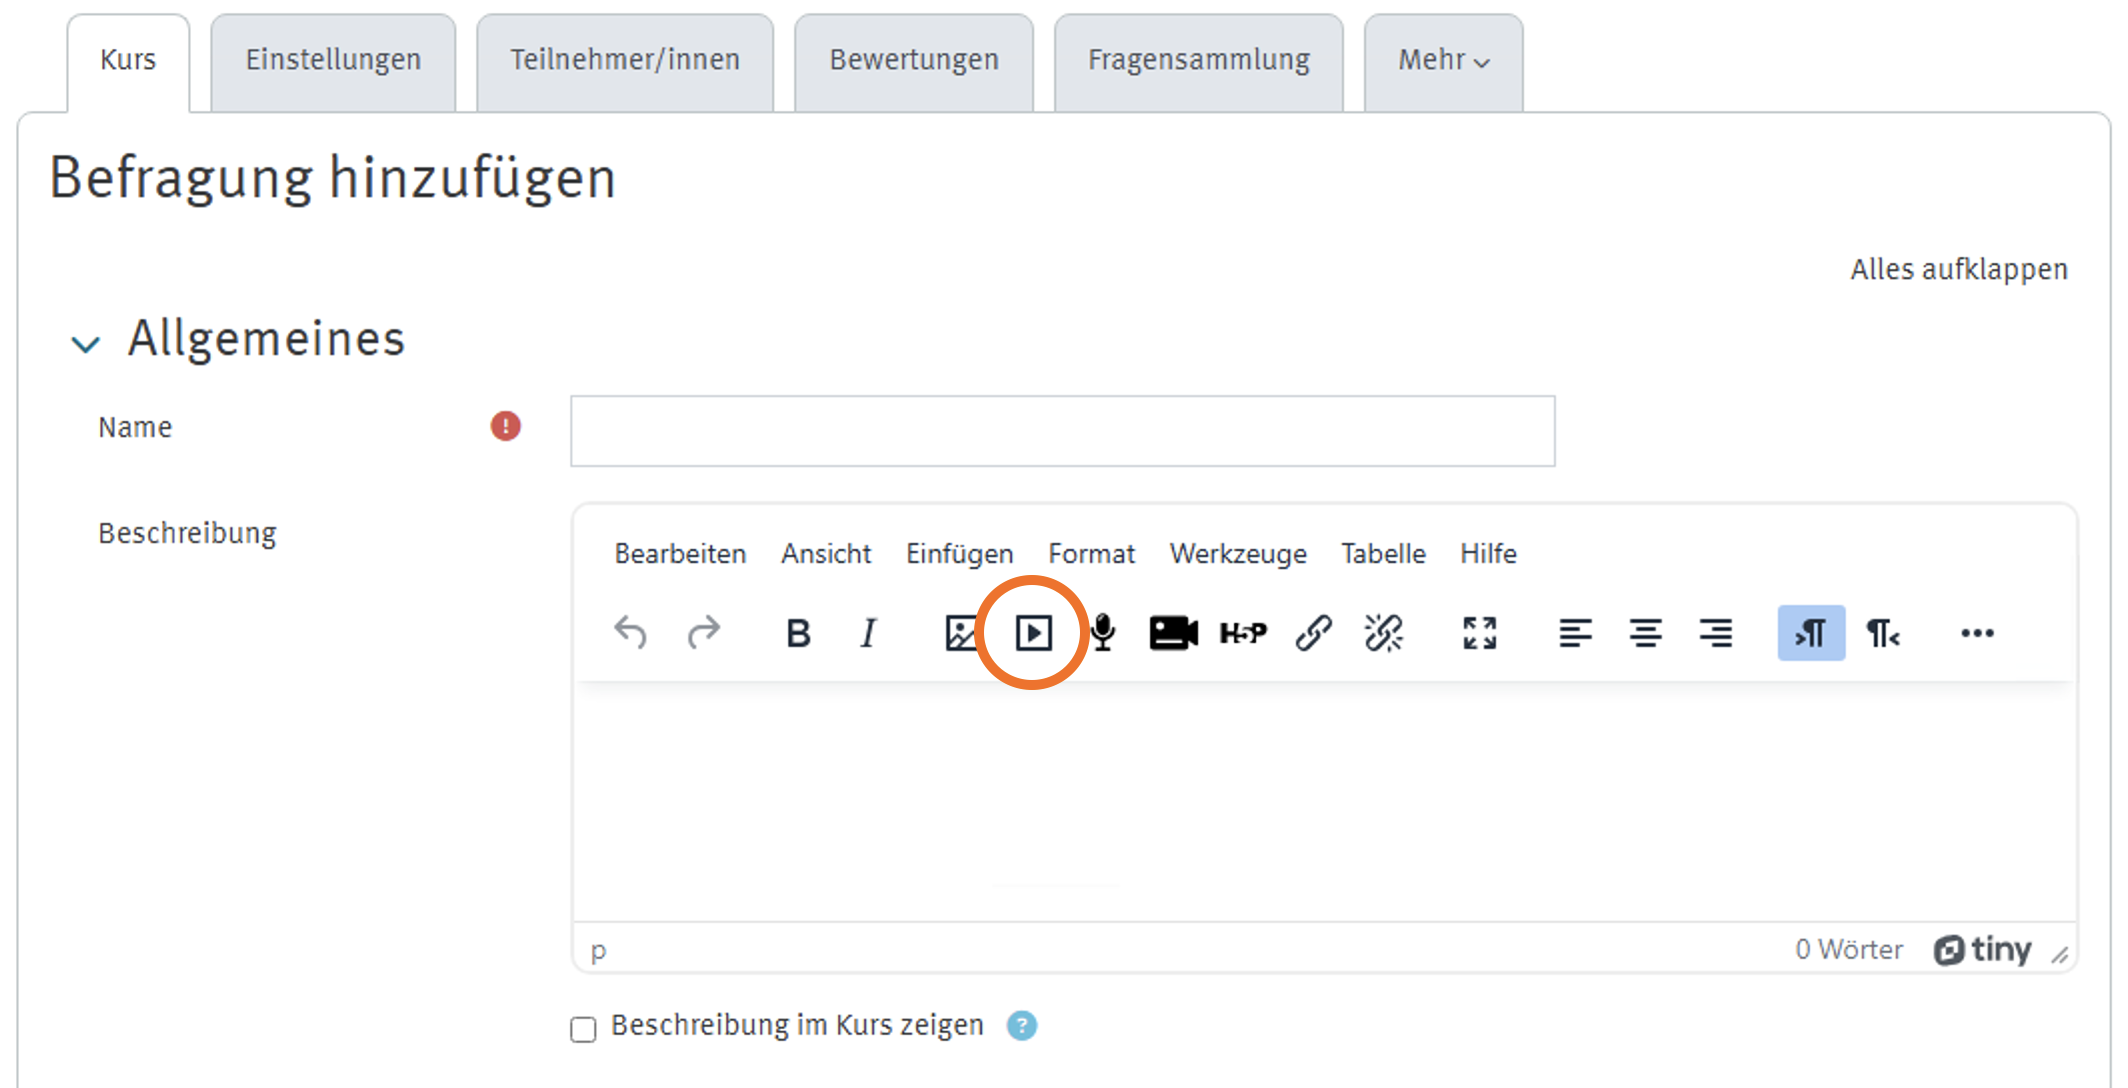 Kurs Einstellungen Teilnehmer/innen Bewertungen Fragensammlung Mehr
Befragung hinzufügen
Alles aufklappen
Allgemeines
Name
Beschreibung
Bearbeiten Ansicht Einfügen Format Werkzeuge Tabelle Hilfe
B I H5P
p 0 Wörter tiny
Beschreibung im Kurs zeigen ?